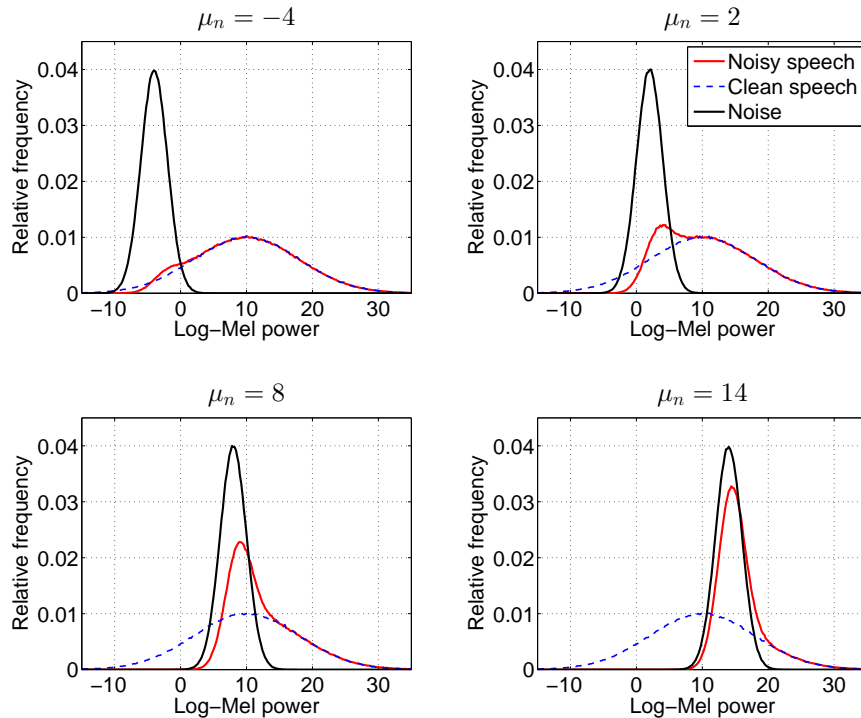 μn = −4
0.04
0.03
0.02
0.01
0
Relative frequency
−10 0 10 20 30
Log−Mel power
μn = 2
Noisy speech
Clean speech
Noise
0.04
0.03
0.02
0.01
0
Relative frequency
−10 0 10 20 30
Log−Mel power
μn = 8
0.04
0.03
0.02
0.01
0
Relative frequency
−10 0 10 20 30
Log−Mel power
μn = 14
0.04
0.03
0.02
0.01
0
Relative frequency
−10 0 10 20 30
Log−Mel power